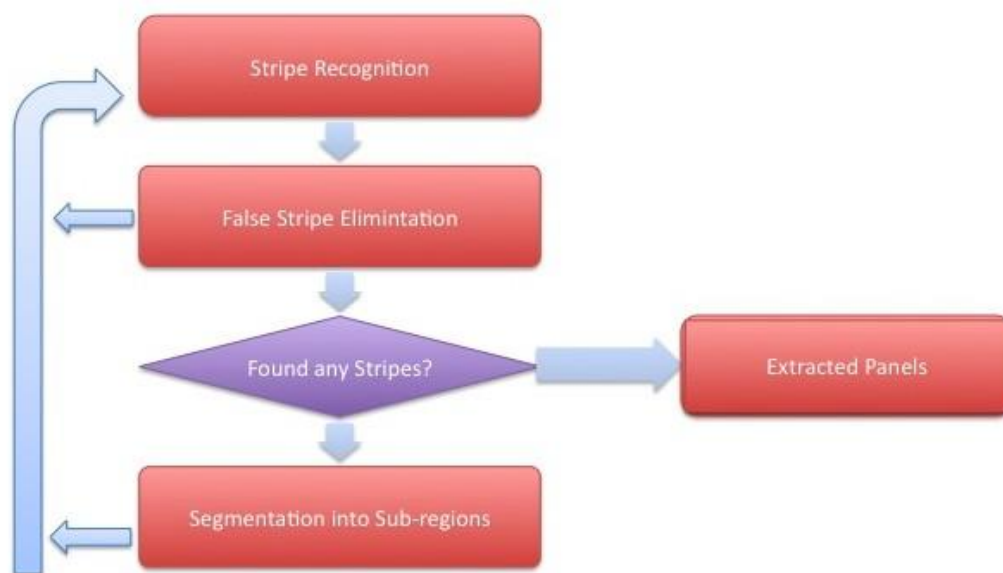 Stripe Recognition
False Stripe Elimintation
Found any Stripes?
Extracted Panels
Segmentation into Sub-regions